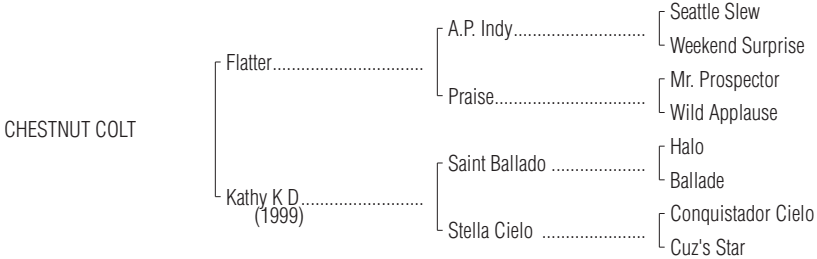 Seattle Slew
A.P. Indy..............................
Weekend Surprise
Flatter..................................
Mr. Prospector
Praise..................................
Wild Applause
CHESTNUT COLT
Halo
Saint Ballado ......................
Ballade
Kathy K D............................
(1999)
Conquistador Cielo
Stella Cielo ........................
Cuz's Star